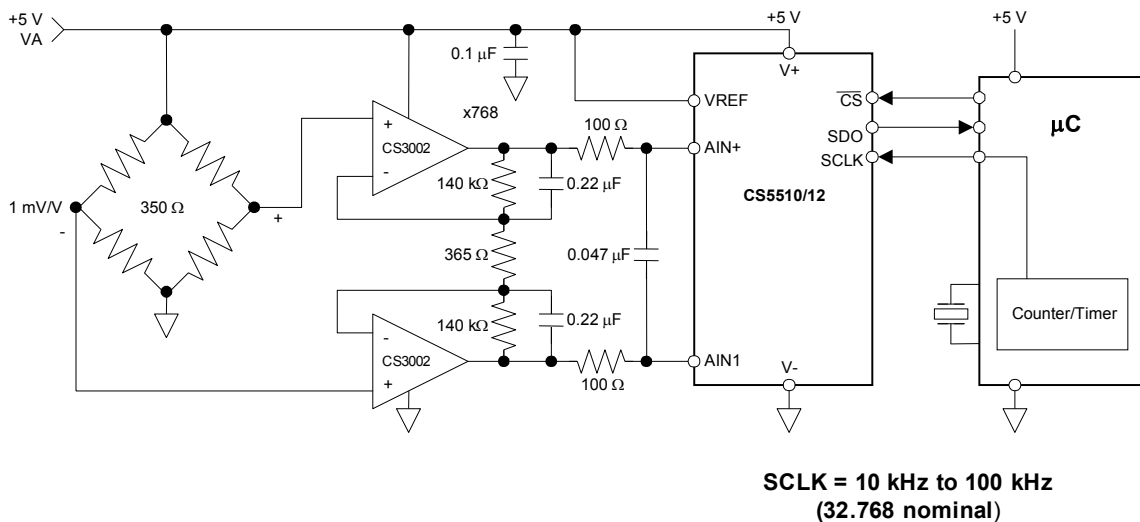 +5 V
VA
0.1 μF
x768
+
CS3002
-
140 kΩ
0.22 μF
100 Ω
1 mV/V
-
350 Ω
+
365 Ω
0.047 μF
-
CS3002
+
140 kΩ
0.22 μF
100 Ω
+5 V
V+
VREF
AIN+
CS5510/12
AIN1
V-
CS
SDO
SCLK
+5 V
μC
Counter/Timer
SCLK = 10 kHz to 100 kHz
(32.768 nominal)